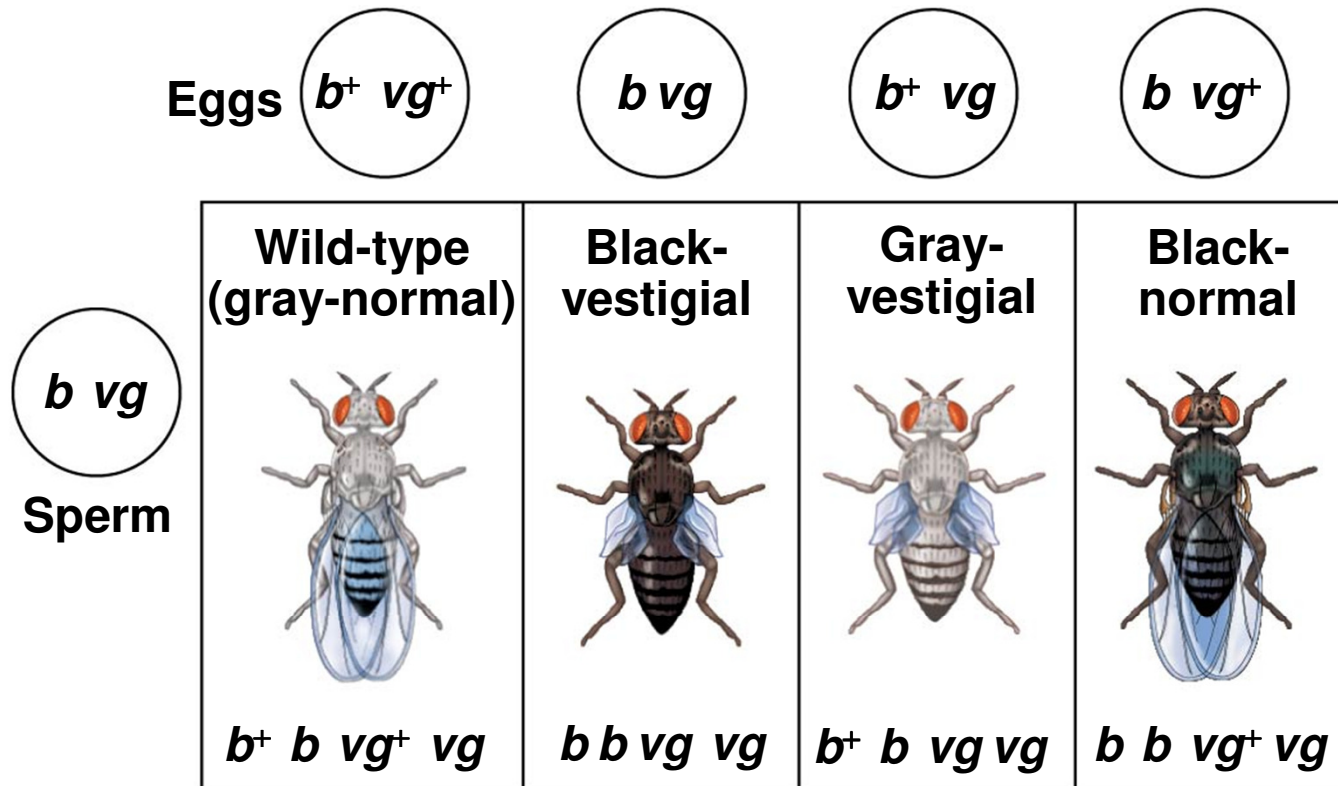 Eggs b⁺ vg⁺ b vg b⁺ vg b vg⁺
Wild-type
(gray-normal)
Black-
vestigial
Gray-
vestigial
Black-
normal
b vg
Sperm
b⁺ b vg⁺ vg
b b vg vg
b⁺ b vg vg
b b vg⁺ vg